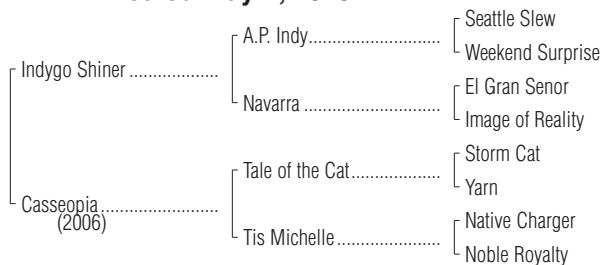 Seattle Slew
A.P. Indy
Weekend Surprise
Indygo Shiner
El Gran Senor
Navarra
Image of Reality
Storm Cat
Tale of the Cat
Yarn
Casseopia
(2006)
Native Charger
Tis Michelle
Noble Royalty